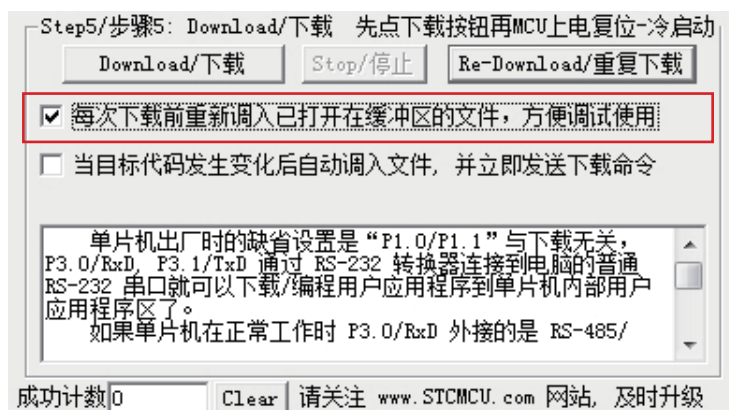 Step5/步骤5: Download/下载  先点下载按钮再MCU上电复位-冷启动
Download/下载 Stop/停止 Re-Download/重复下载
每次下载前重新调入已打开在缓冲区的文件，方便调试使用
当目标代码发生变化后自动调入文件, 并立即发送下载命令
单片机出厂时的缺省设置是“P1.0/P1.1”与下载无关，
P3.0/RxD, P3.1/TxD 通过 RS-232 转换器连接到电脑的普通
RS-232 串口就可以下载/编程用户应用程序到单片机内部用户
应用程序区了。
如果单片机在正常工作时 P3.0/RxD 外接的是 RS-485/
成功计数 0 Clear 请关注 www.STCMCU.com 网站, 及时升级